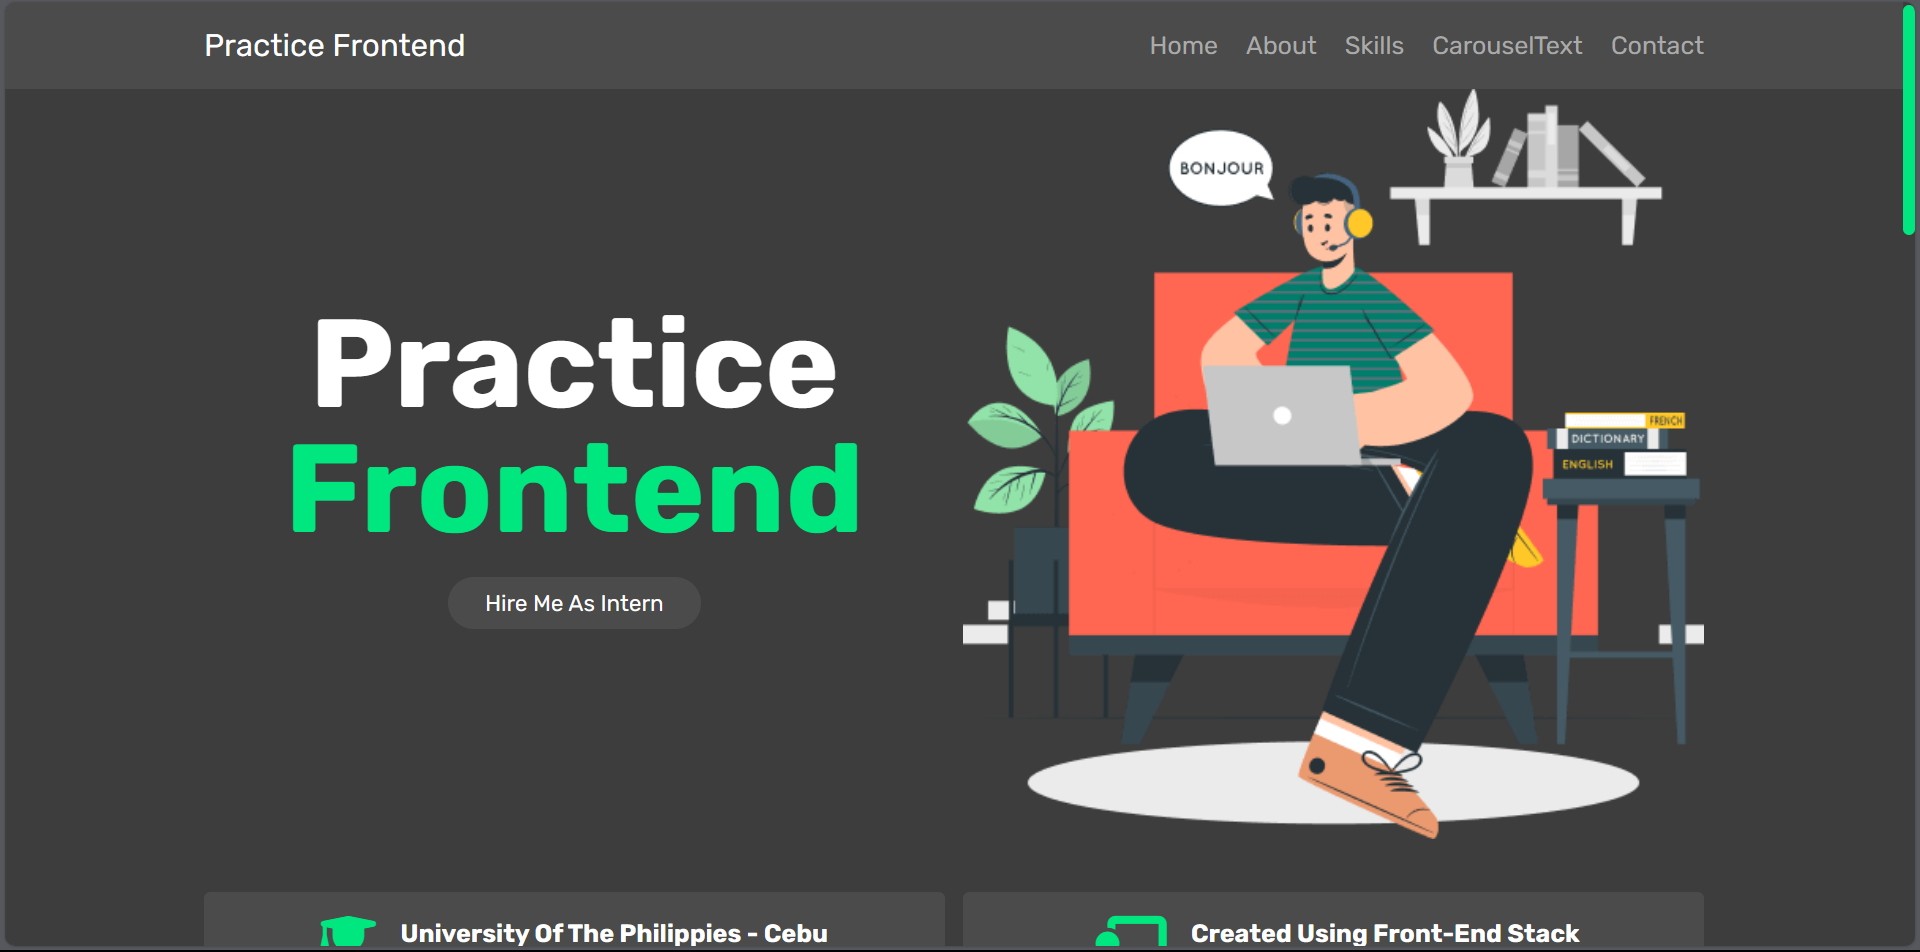 Practice Frontend
Home About Skills CarouselText Contact
BONJOUR
Practice
Frontend
Hire Me As Intern
FRENCH
DICTIONARY
ENGLISH
University Of The Philippies - Cebu
Created Using Front-End Stack